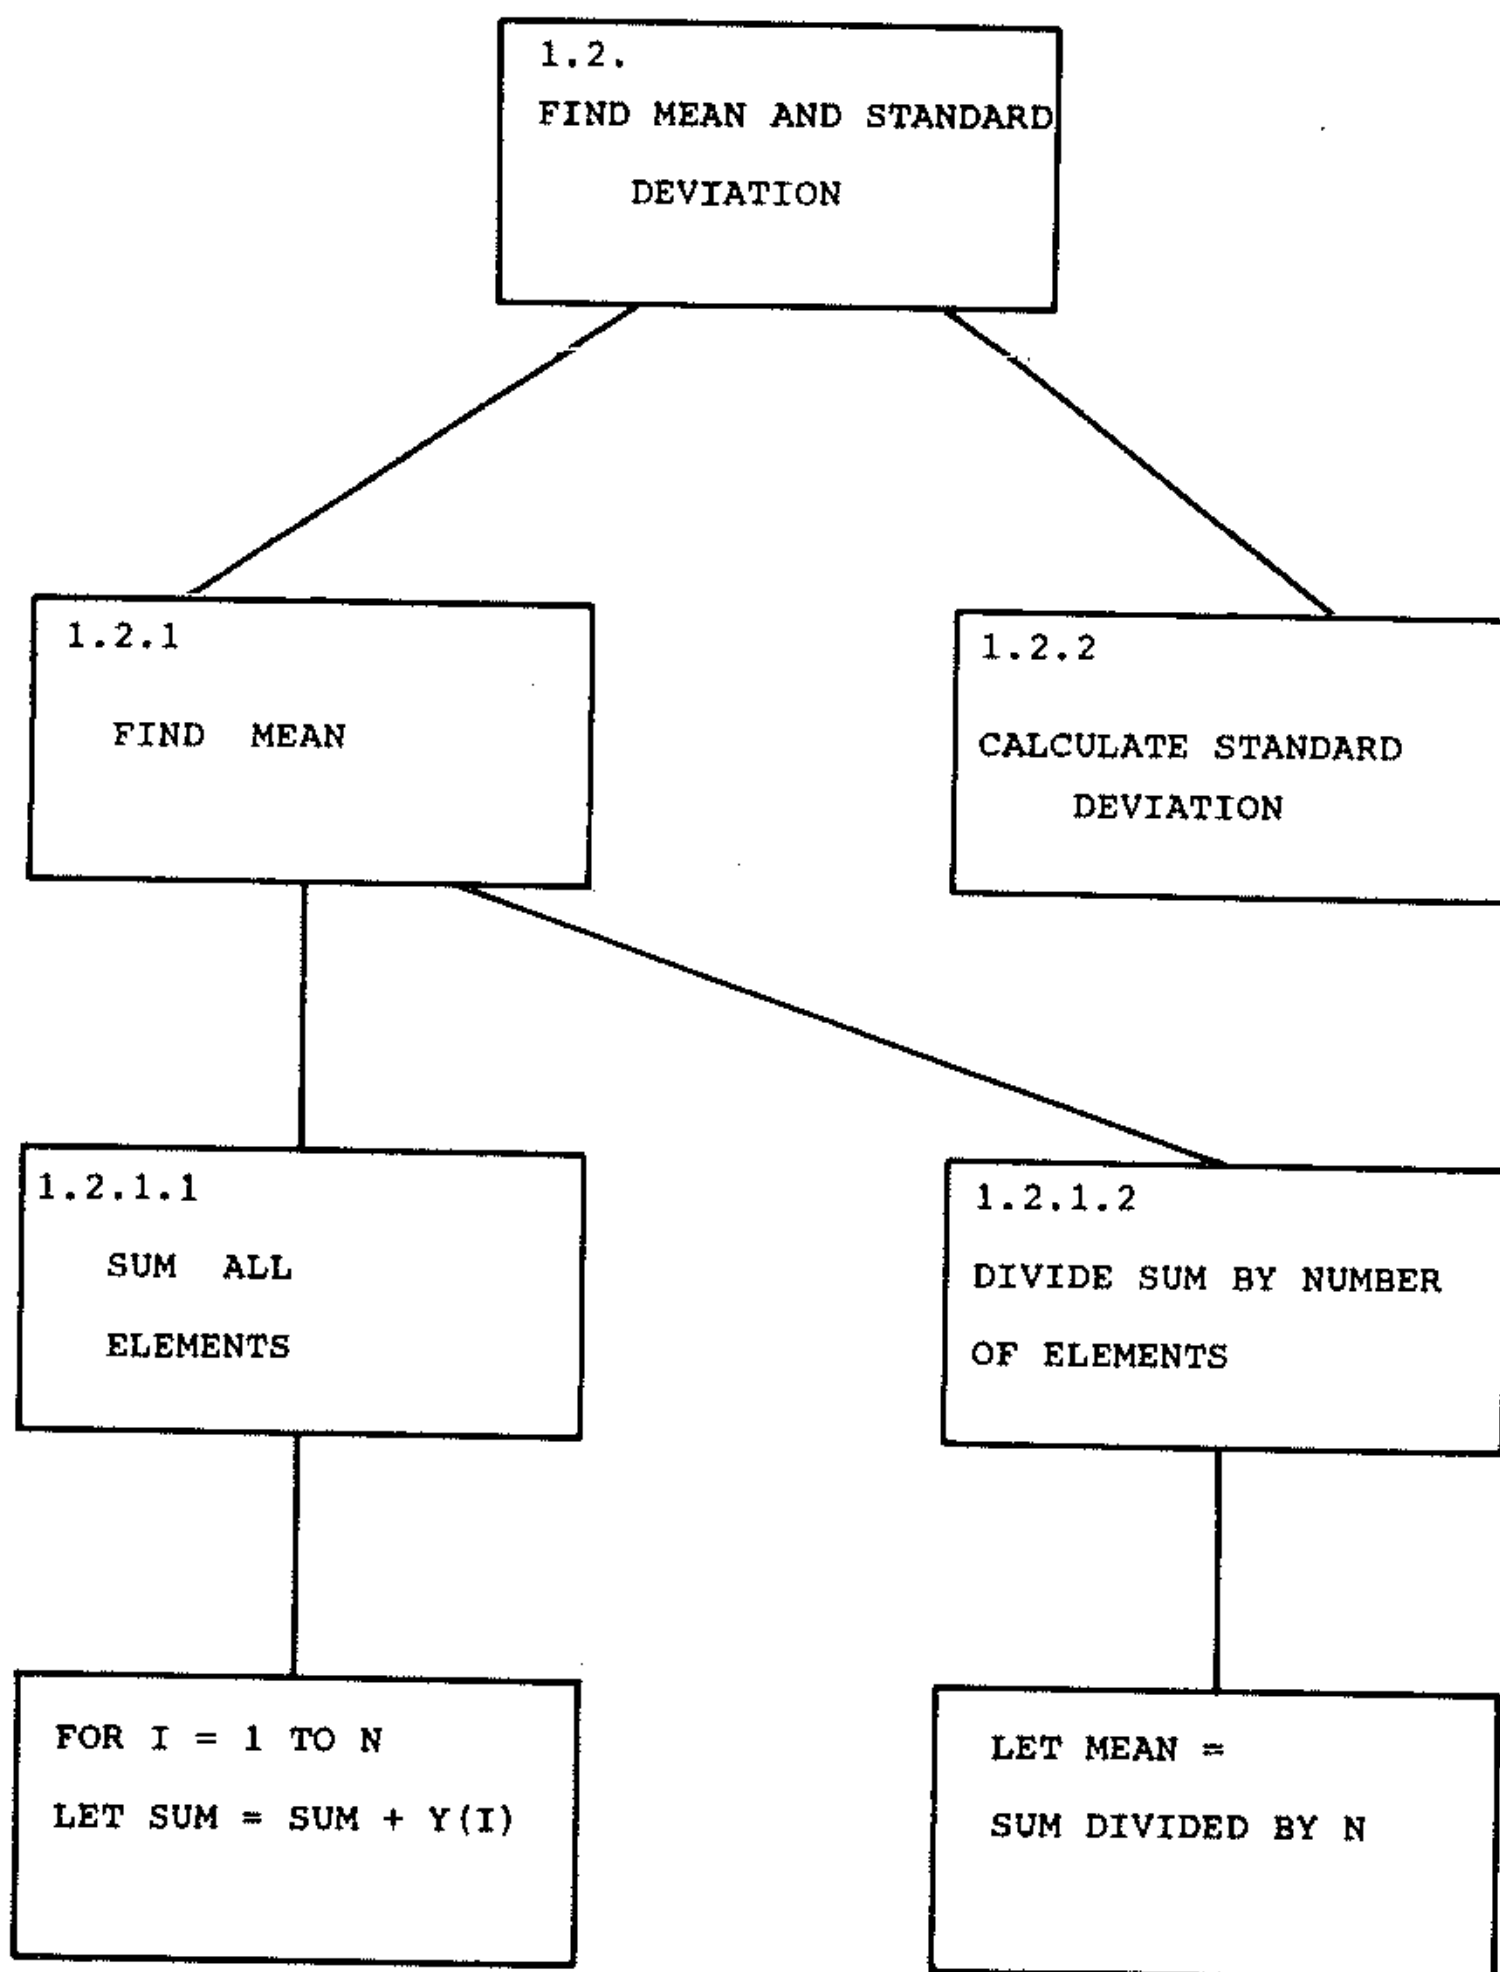 1.2.
FIND MEAN AND STANDARD
DEVIATION
1.2.1
FIND MEAN
1.2.2
CALCULATE STANDARD
DEVIATION
1.2.1.1
SUM ALL
ELEMENTS
1.2.1.2
DIVIDE SUM BY NUMBER
OF ELEMENTS
FOR I = 1 TO N
LET SUM = SUM + Y(I)
LET MEAN =
SUM DIVIDED BY N